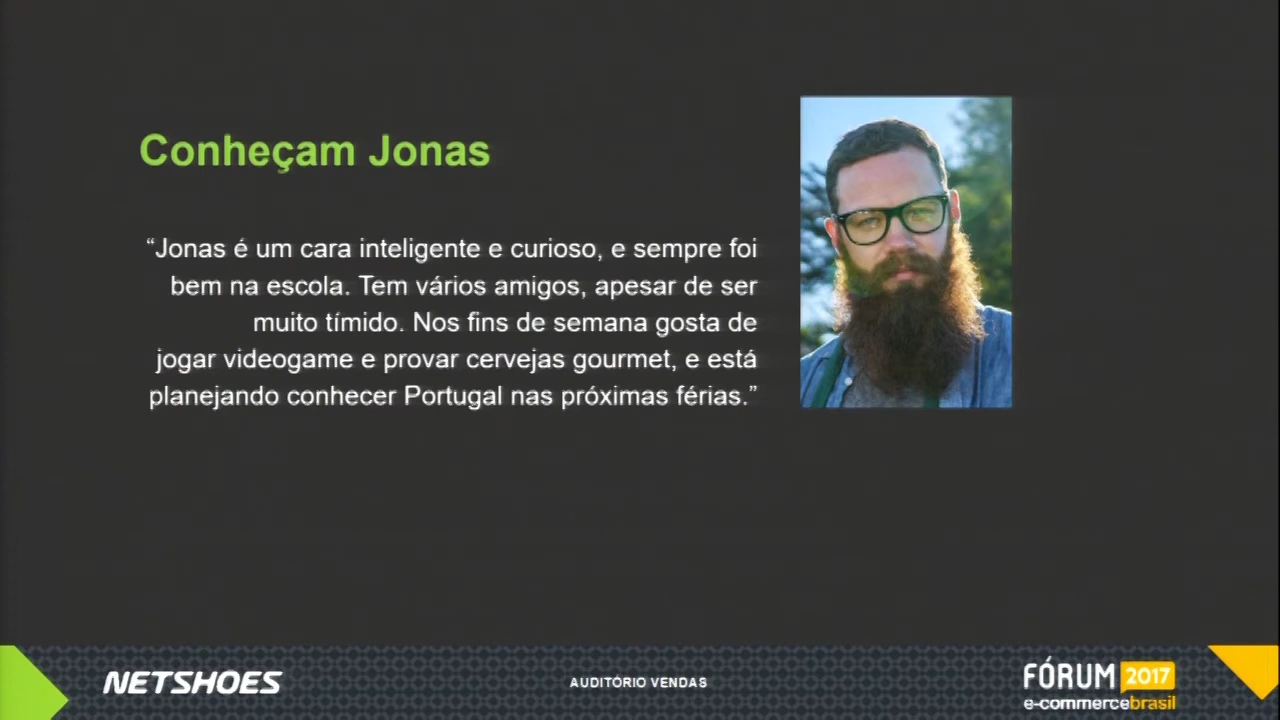 Conheçam Jonas
“Jonas é um cara inteligente e curioso, e sempre foi
bem na escola. Tem vários amigos, apesar de ser
muito tímido. Nos fins de semana gosta de
jogar videogame e provar cervejas gourmet, e está
planejando conhecer Portugal nas próximas férias.”
NETSHOES
AUDITÓRIO VENDAS
FÓRUM 2017
e-commercebrasil